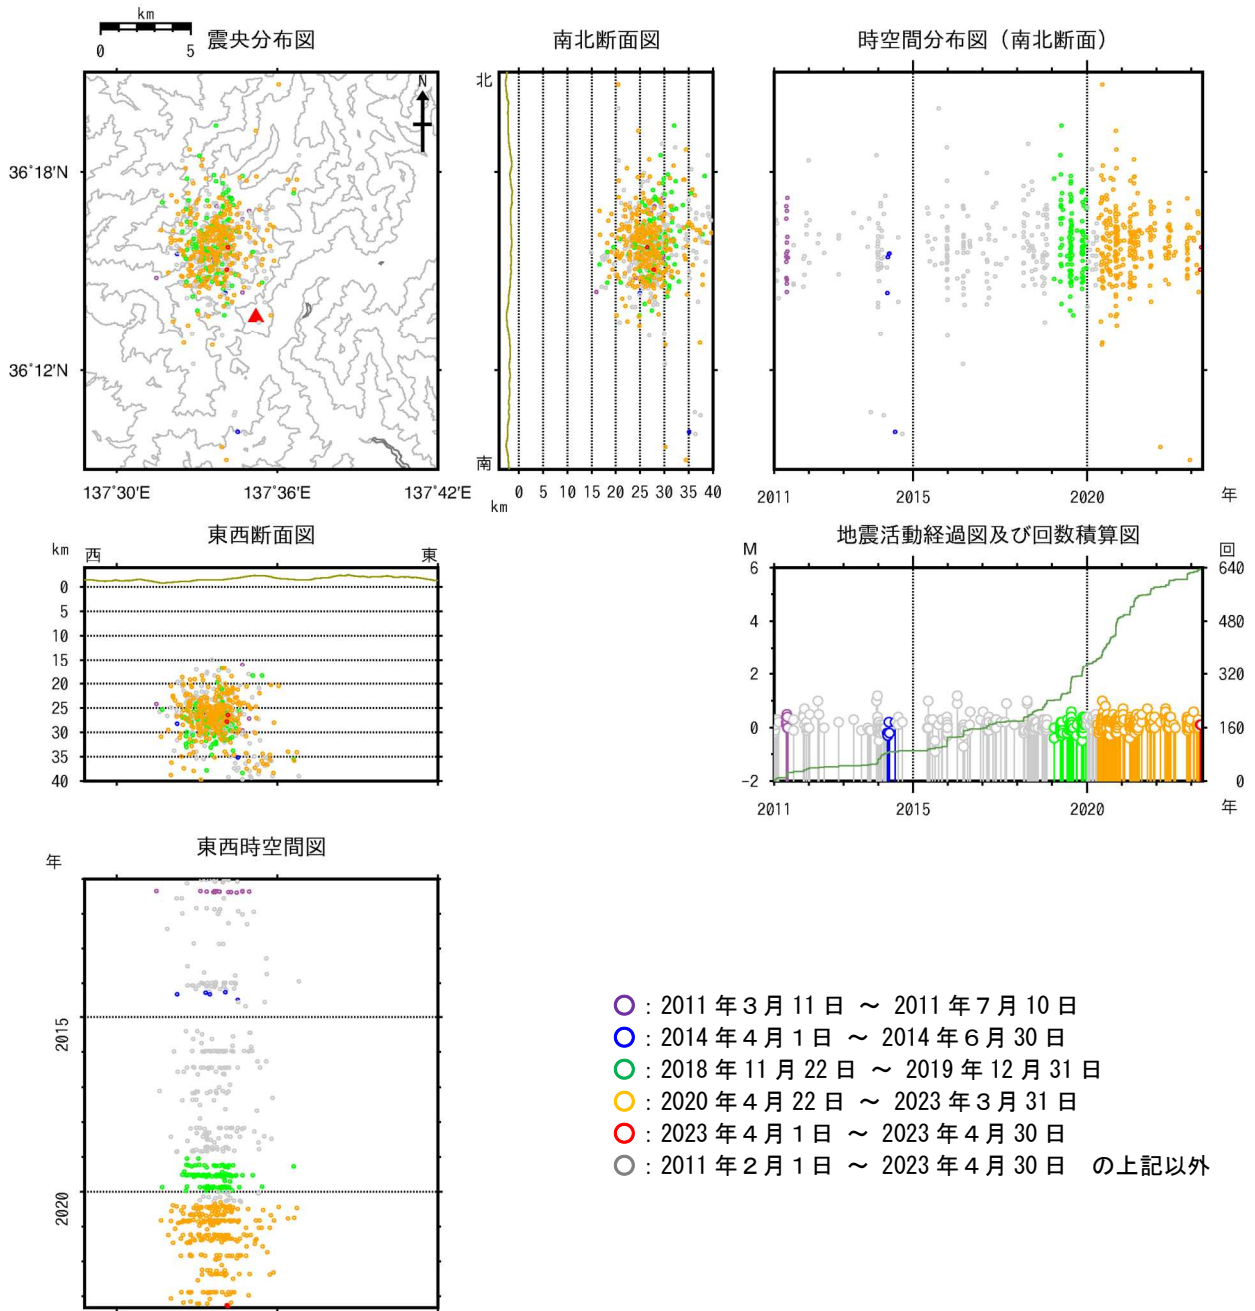 km
0 5
震央分布図
N
36°18'N
36°12'N
137°30'E 137°36'E 137°42'E
南北断面図
北
南
0 5 10 15 20 25 30 35 40
km
時空間分布図（南北断面）
2011 2015 2020 年
東西断面図
km
西 東
0
5
10
15
20
25
30
35
40
地震活動経過図及び回数積算図
M 回
6 640
4 480
2 320
0 160
-2 0
2011 2015 2020 年
東西時空間図
年
2015
2020
: 2011 年３月 11 日 ～ 2011 年７月 10 日
: 2014 年４月１日 ～ 2014 年６月 30 日
: 2018 年 11 月 22 日 ～ 2019 年 12 月 31 日
: 2020 年４月 22 日 ～ 2023 年３月 31 日
: 2023 年４月１日 ～ 2023 年４月 30 日
: 2011 年２月１日 ～ 2023 年４月 30 日 の上記以外